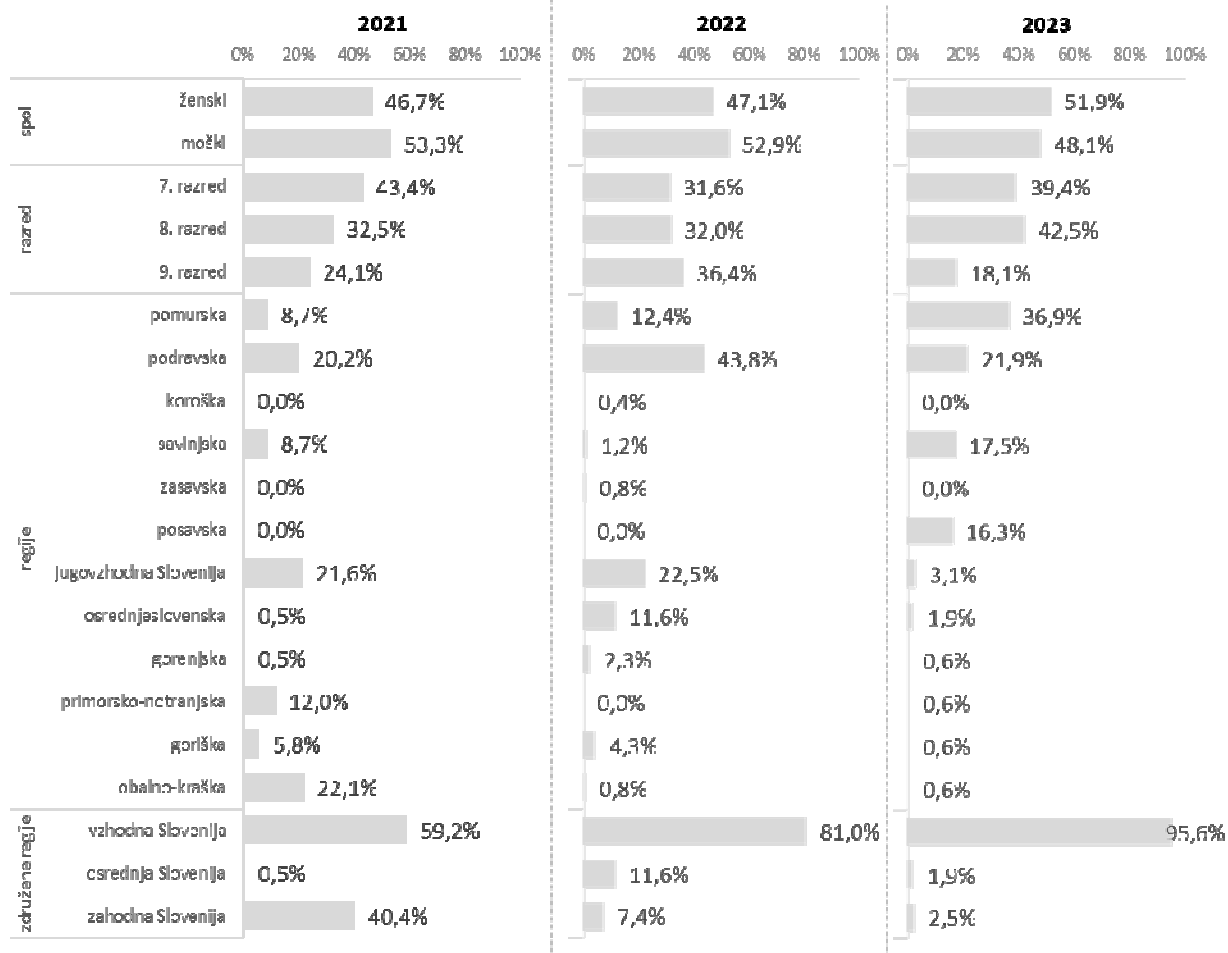 2021 2022 2023
0% 20% 40% 60% 80% 100% 0% 20% 40% 60% 80% 100% 0% 20% 40% 60% 80% 100%
spol
ženski 46,7% 47,1% 51,9%
moški 53,3% 52,9% 48,1%
razred
7. razred 43,4% 31,6% 39,4%
8. razred 32,5% 32,0% 42,5%
9. razred 24,1% 36,4% 18,1%
regije
pomurska 8,7% 12,4% 36,9%
podravska 20,2% 43,8% 21,9%
koroška 0,0% 0,4% 0,0%
savinjska 8,7% 1,2% 17,5%
zasavska 0,0% 0,8% 0,0%
posavska 0,0% 0,0% 16,3%
jugovzhodna Slovenija 21,6% 22,5% 3,1%
osrednjeslovenska 0,5% 11,6% 1,9%
gorenjska 0,5% 2,3% 0,6%
primorsko-notranjska 12,0% 0,0% 0,6%
goriška 5,8% 4,3% 0,6%
obalno-kraška 22,1% 0,8% 0,6%
združene regije
vzhodna Slovenija 59,2% 81,0% 95,6%
osrednja Slovenija 0,5% 11,6% 1,9%
zahodna Slovenija 40,4% 7,4% 2,5%